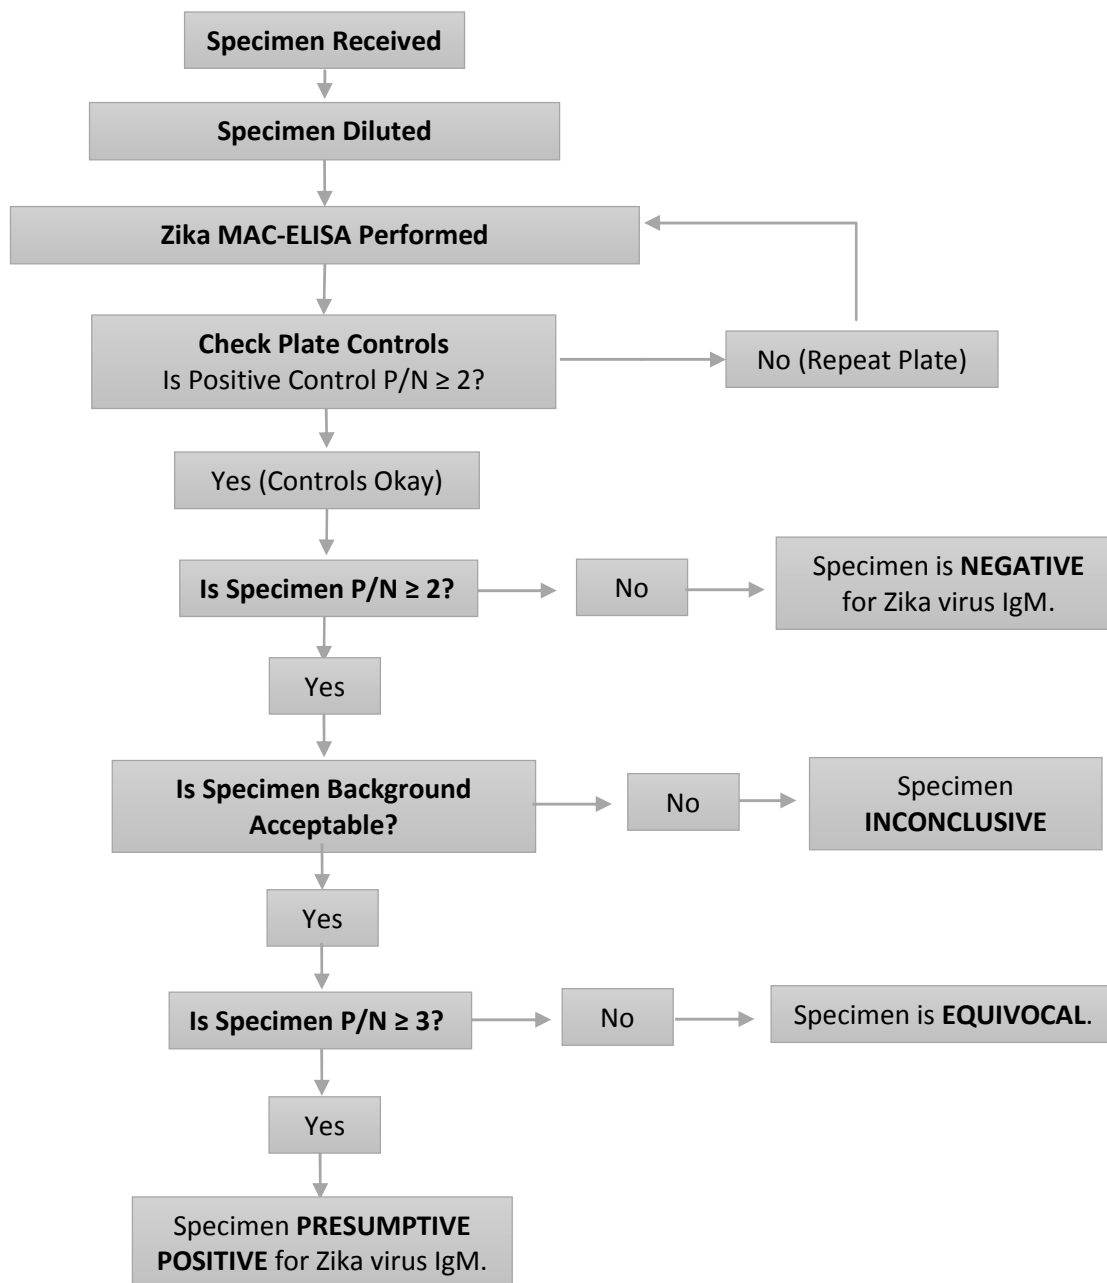 Specimen Received
Specimen Diluted
Zika MAC-ELISA Performed
Check Plate Controls
Is Positive Control P/N ≥ 2?
No (Repeat Plate)
Yes (Controls Okay)
Is Specimen P/N ≥ 2?
No
Specimen is NEGATIVE
for Zika virus IgM.
Yes
Is Specimen Background
Acceptable?
No
Specimen
INCONCLUSIVE
Yes
Is Specimen P/N ≥ 3?
No
Specimen is EQUIVOCAL.
Yes
Specimen PRESUMPTIVE
POSITIVE for Zika virus IgM.